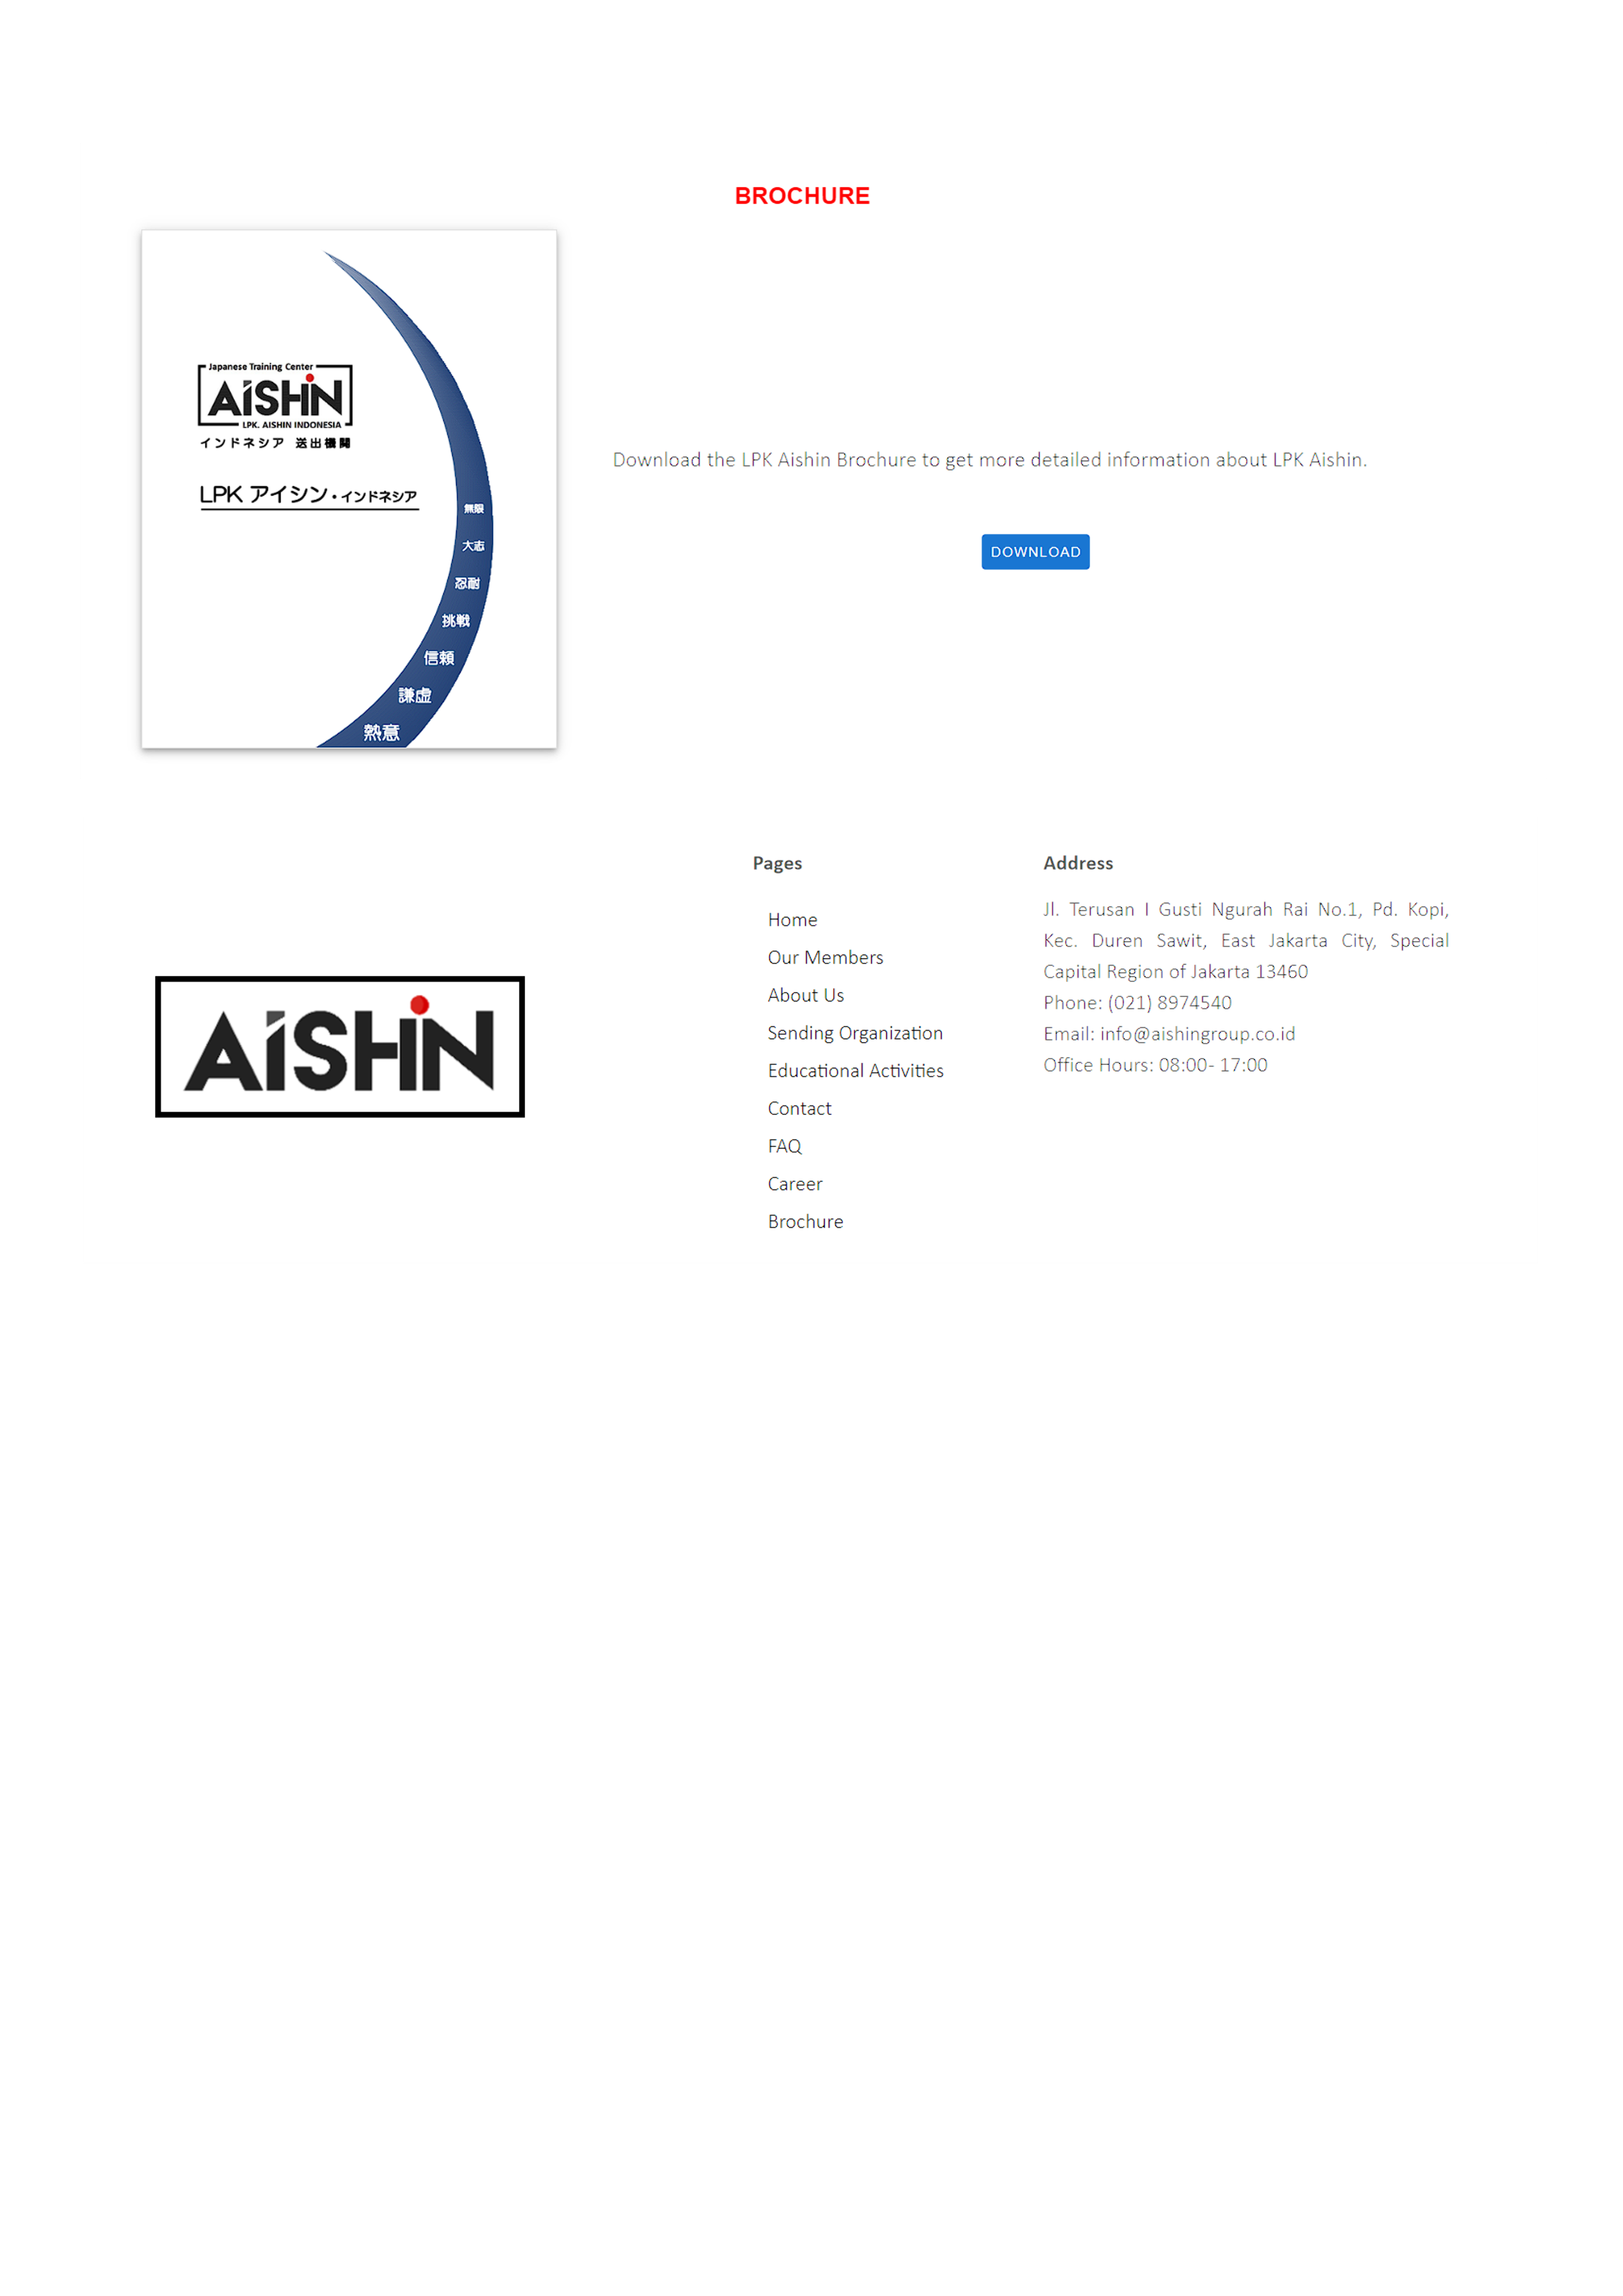 BROCHURE
Japanese Training Center
AiSHiN
LPK. AISHIN INDONESIA
インドネシア 送出機関
LPK アイシン・インドネシア
無限
大志
忍耐
挑戦
信頼
謙虚
熱意
Download the LPK Aishin Brochure to get more detailed information about LPK Aishin.
DOWNLOAD
AiSHiN
Pages
Home
Our Members
About Us
Sending Organization
Educational Activities
Contact
FAQ
Career
Brochure
Address
Jl. Terusan I Gusti Ngurah Rai No.1, Pd. Kopi,
Kec. Duren Sawit, East Jakarta City, Special
Capital Region of Jakarta 13460
Phone: (021) 8974540
Email: info@aishingroup.co.id
Office Hours: 08:00- 17:00